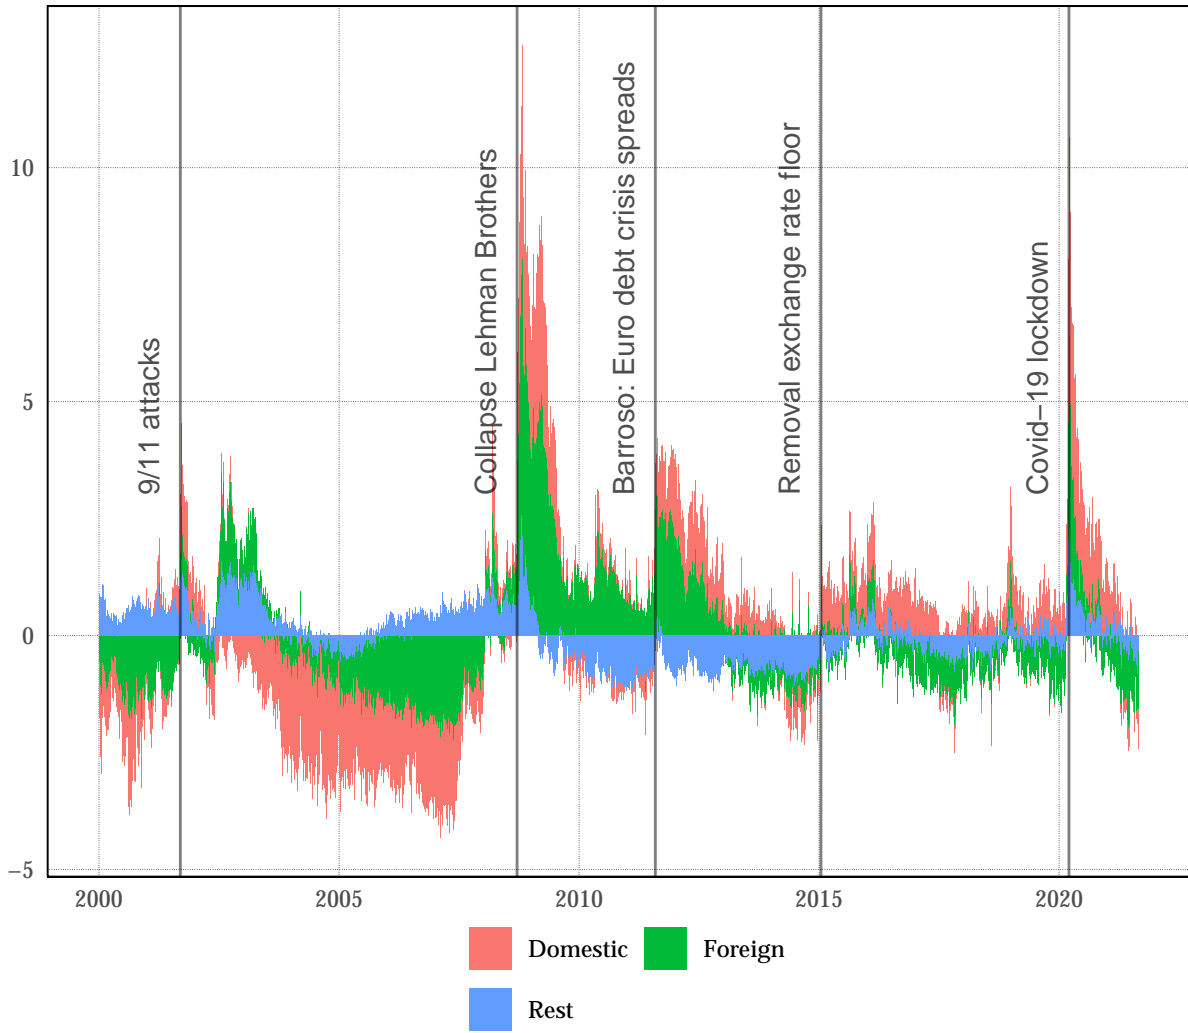 10
5
0
−5
9/11 attacks
Collapse Lehman Brothers
Barroso: Euro debt crisis spreads
Removal exchange rate floor
Covid−19 lockdown
2000
2005
2010
2015
2020
Domestic
Foreign
Rest